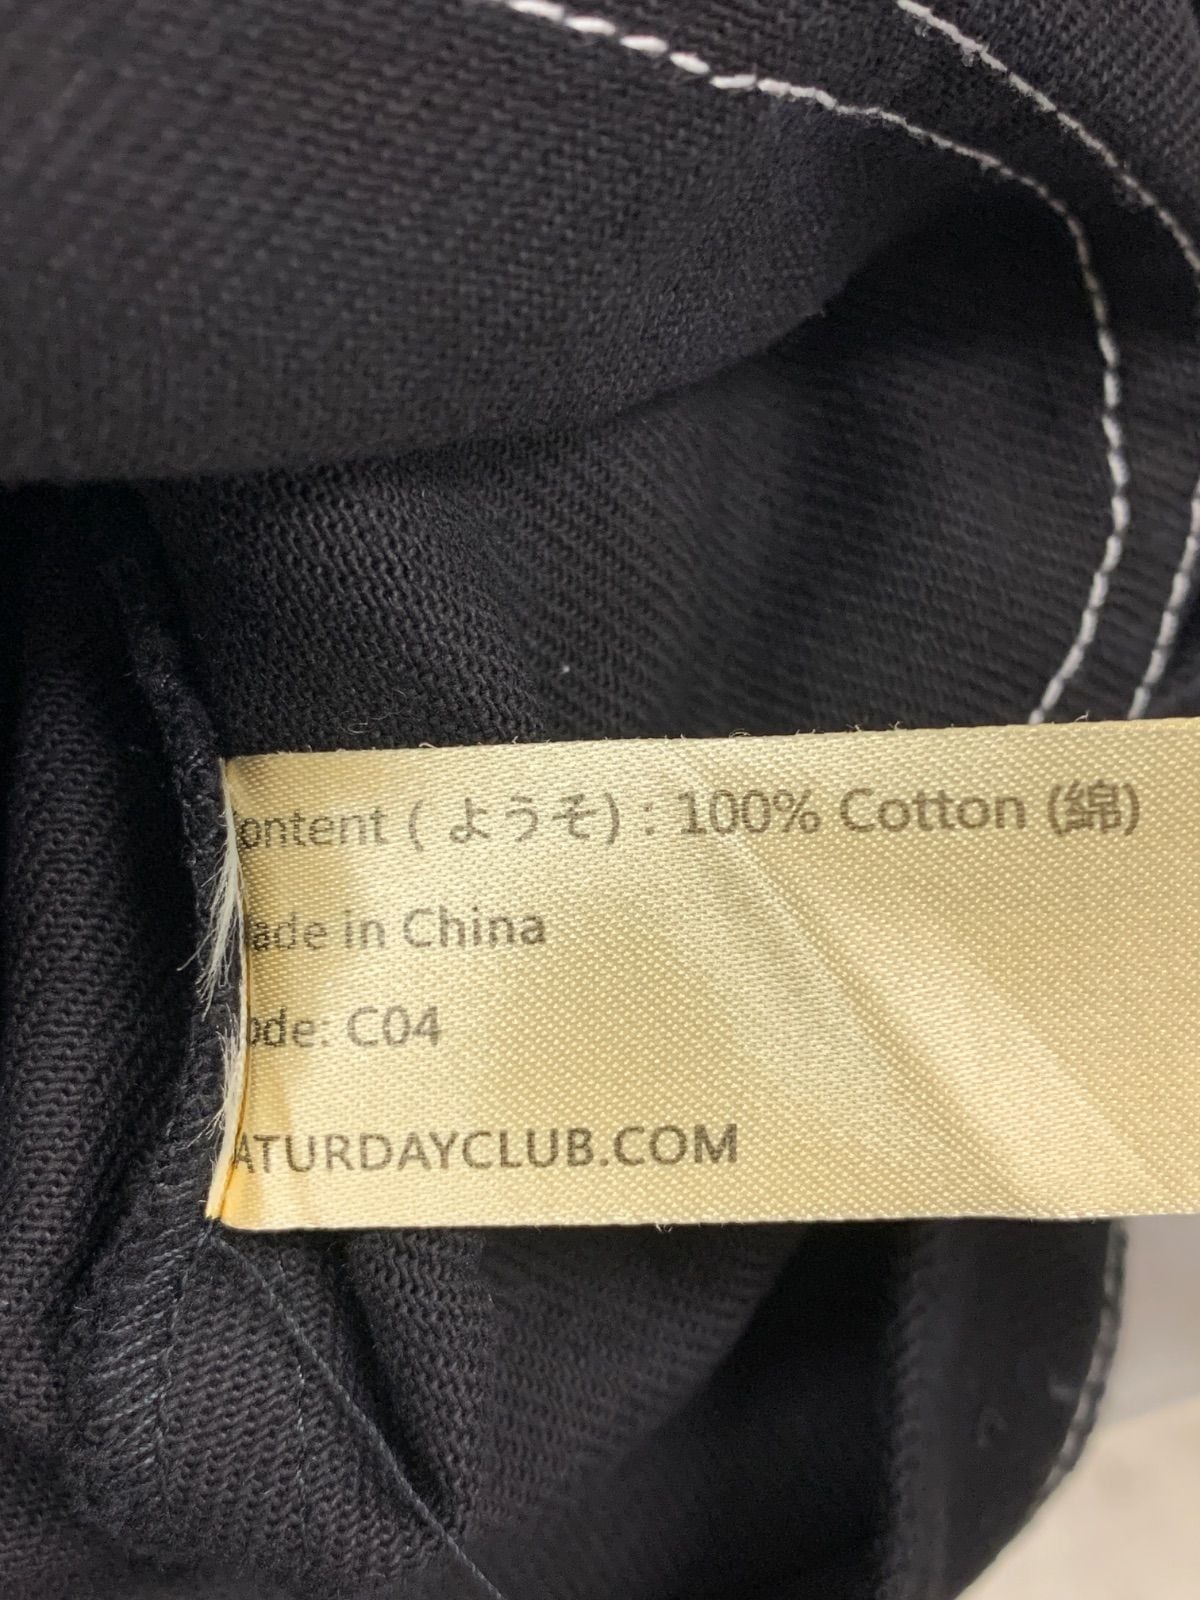 ontent (ようそ) : 100% Cotton (綿)
ade in China
ode: C04
ATURDAYCLUB.COM